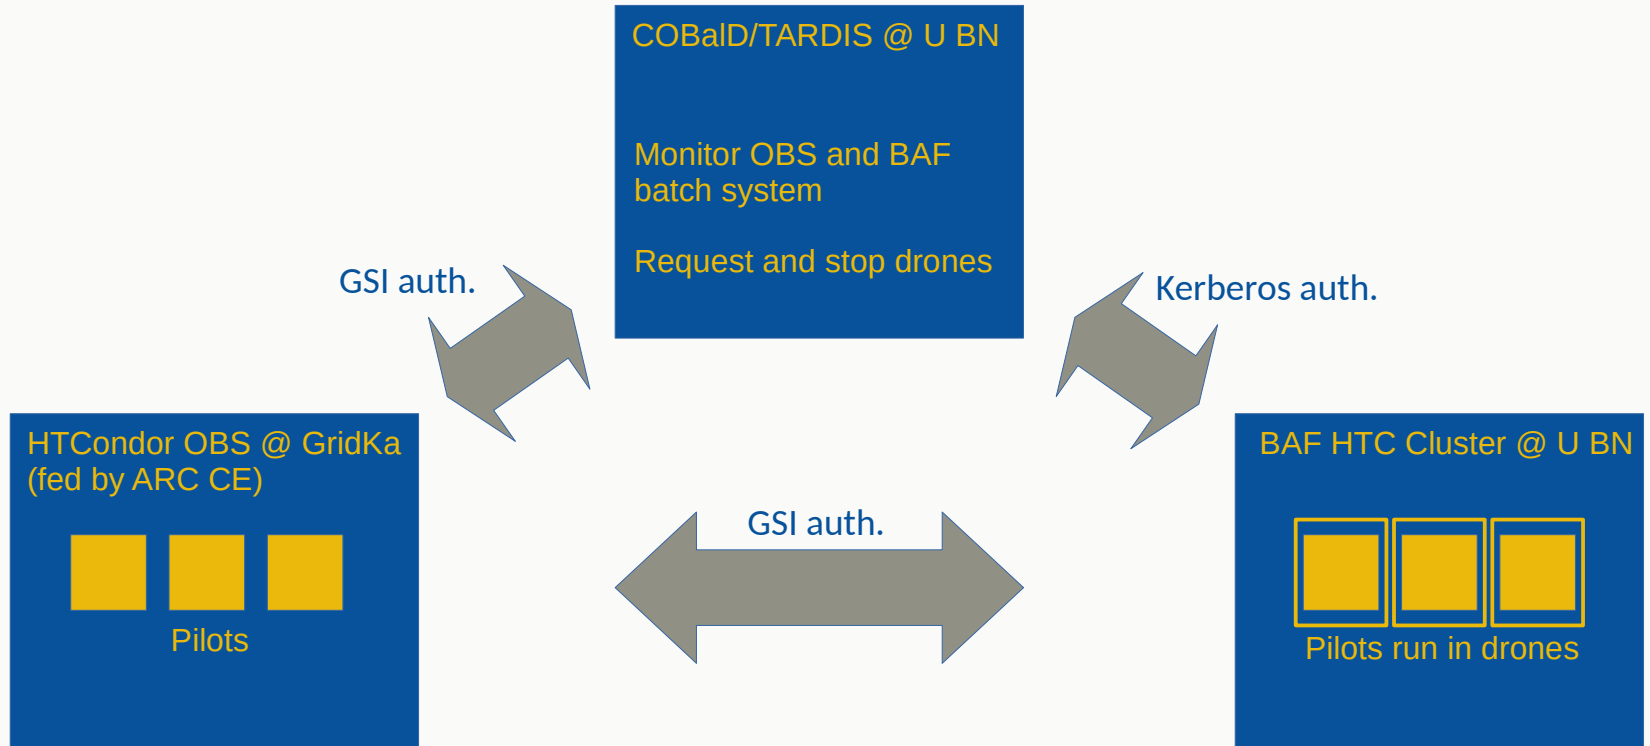 COBalD/TARDIS @ U BN
Monitor OBS and BAF
batch system
Request and stop drones
GSI auth.
Kerberos auth.
HTCondor OBS @ GridKa
(fed by ARC CE)
Pilots
GSI auth.
BAF HTC Cluster @ U BN
Pilots run in drones